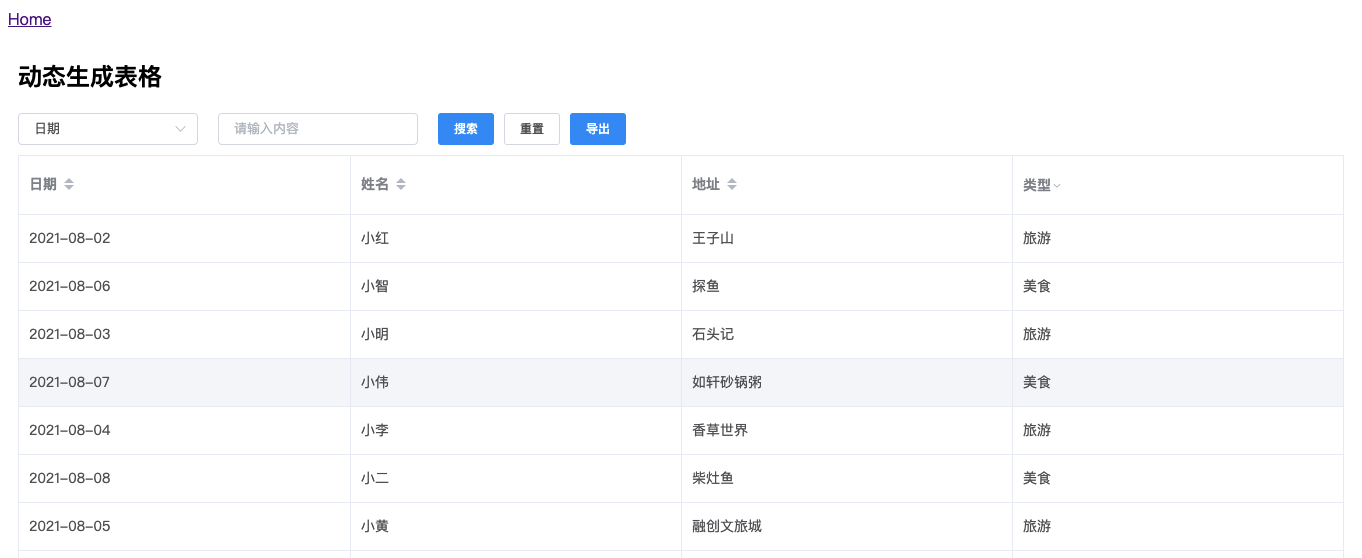 Home
动态生成表格
日期 请输入内容 搜索 重置 导出
日期 姓名 地址 类型
2021-08-02 小红 王子山 旅游
2021-08-06 小智 探鱼 美食
2021-08-03 小明 石头记 旅游
2021-08-07 小伟 如轩砂锅粥 美食
2021-08-04 小李 香草世界 旅游
2021-08-08 小二 柴灶鱼 美食
2021-08-05 小黄 融创文旅城 旅游